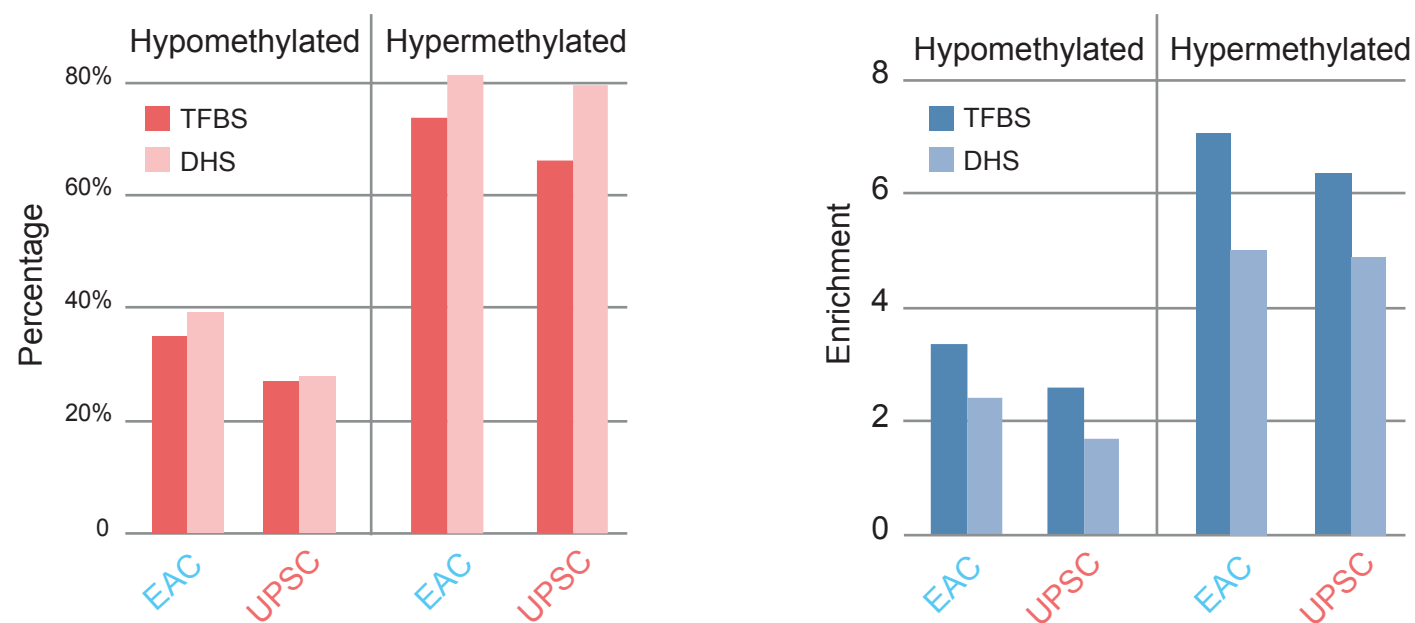 Hypomethylated
Hypermethylated
80%
60%
40%
20%
0
Percentage
TFBS
DHS
EAC
UPSC
EAC
UPSC
Hypomethylated
Hypermethylated
8
6
4
2
0
Enrichment
TFBS
DHS
EAC
UPSC
EAC
UPSC